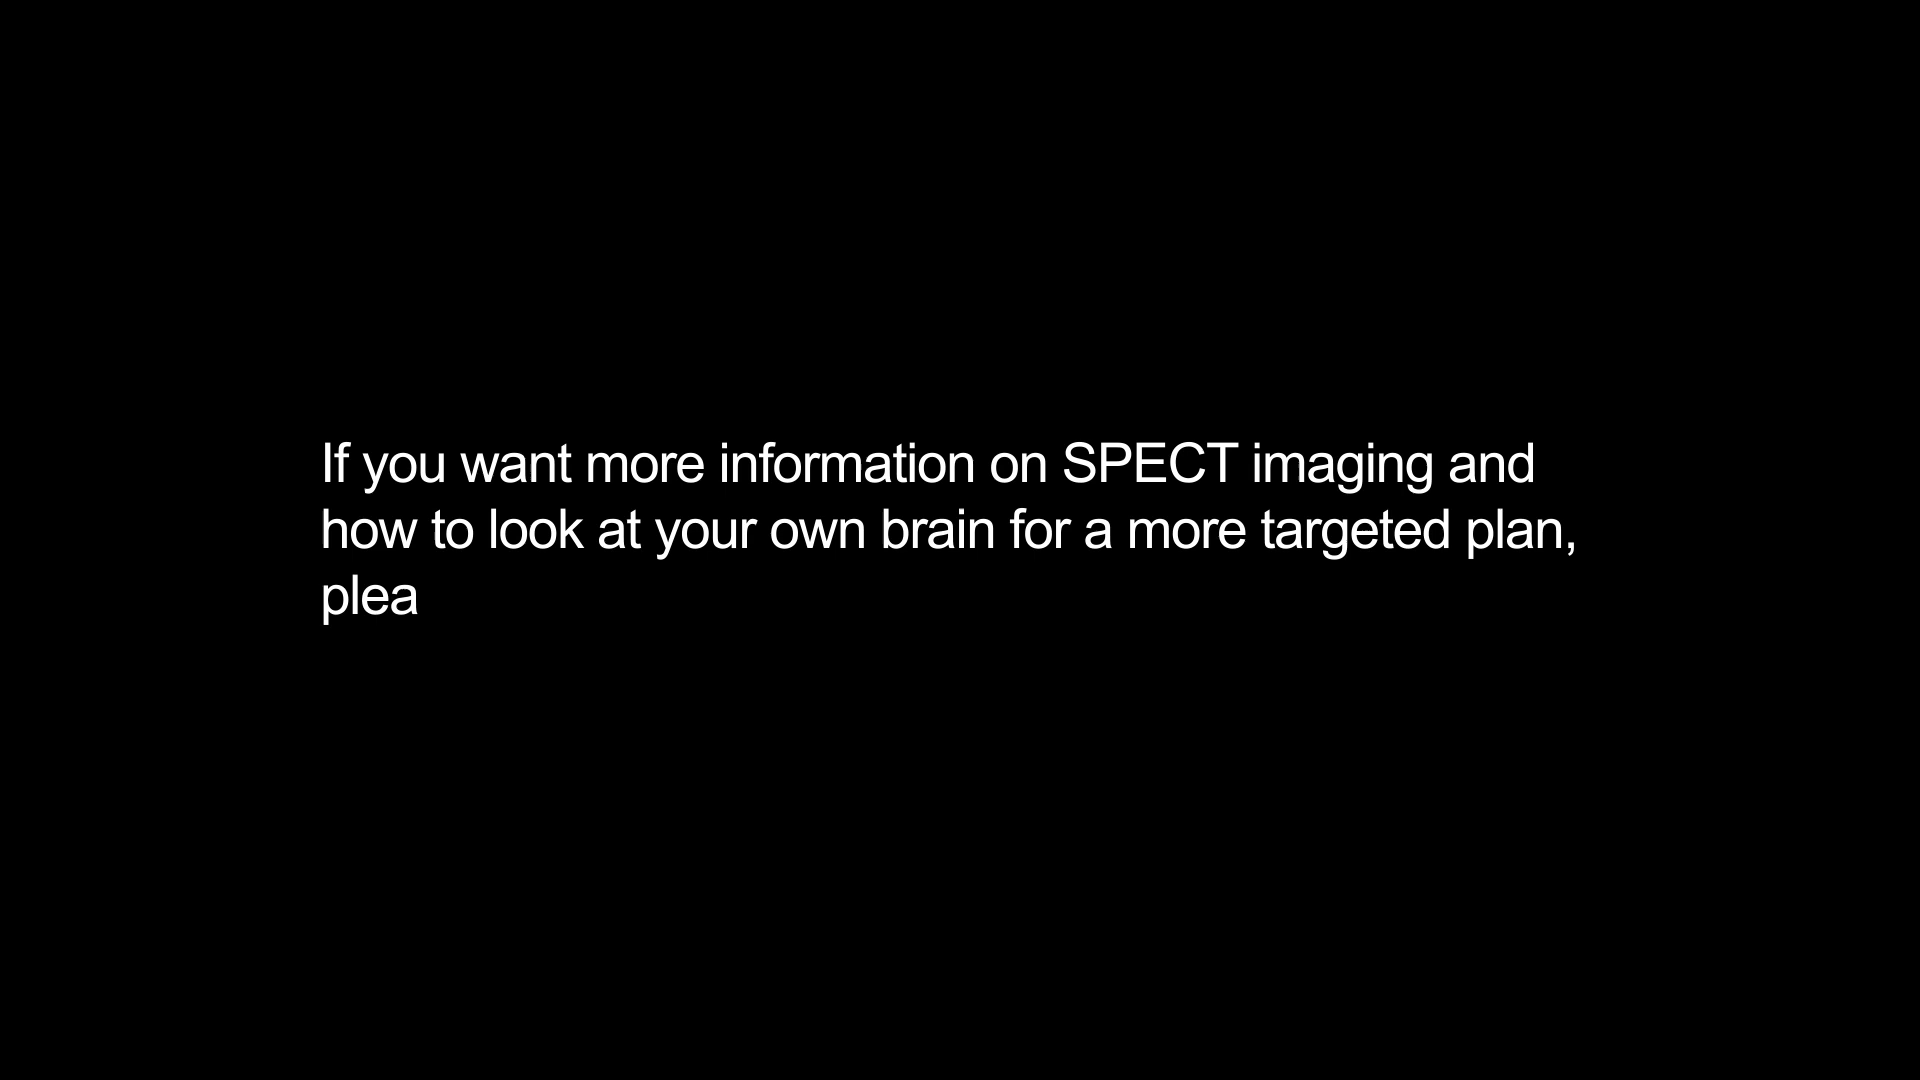 If you want more information on SPECT imaging and
how to look at your own brain for a more targeted plan,
plea